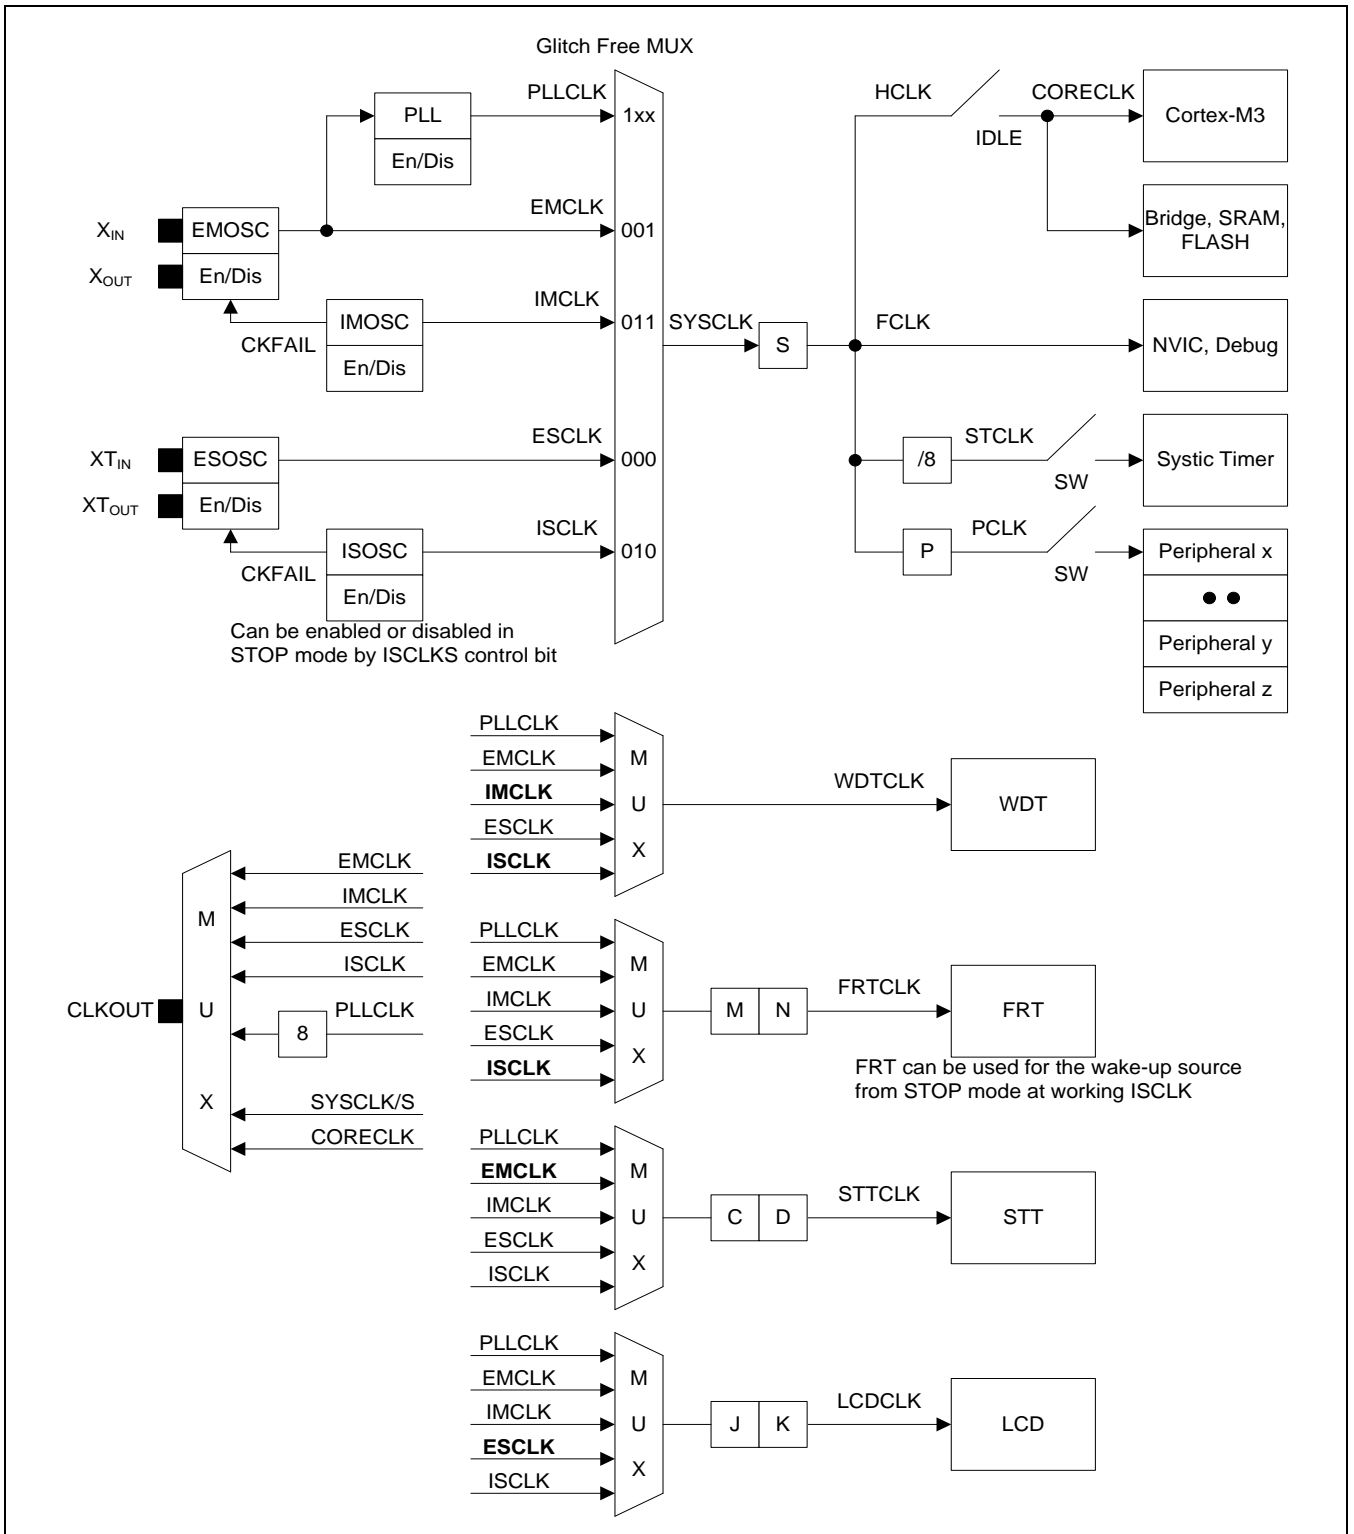 Glitch Free MUX
PLLCLK
HCLK
CORECLK
PLL
1xx
Cortex-M3
IDLE
En/Dis
EMCLK
XIN
EMOSC
001
Bridge, SRAM,
FLASH
XOUT
En/Dis
IMCLK
IMOSC
011
SYSCLK
FCLK
CKFAIL
S
NVIC, Debug
En/Dis
ESCLK
STCLK
XTIN
ESOSC
000
/8
Systic Timer
SW
XTOUT
En/Dis
ISCLK
PCLK
ISOSC
010
P
Peripheral x
CKFAIL
SW
En/Dis
Can be enabled or disabled in
STOP mode by ISCLKS control bit
Peripheral y
Peripheral z
PLLCLK
EMCLK
IMCLK
ESCLK
ISCLK
M
U
X
WDTCLK
WDT
EMCLK
IMCLK
ESCLK
ISCLK
PLLCLK
8
SYSCLK/S
CORECLK
M
U
X
CLKOUT
PLLCLK
EMCLK
IMCLK
ESCLK
ISCLK
M
U
X
M N
FRTCLK
FRT
FRT can be used for the wake-up source
from STOP mode at working ISCLK
PLLCLK
EMCLK
IMCLK
ESCLK
ISCLK
M
U
X
C D
STTCLK
STT
PLLCLK
EMCLK
IMCLK
ESCLK
ISCLK
M
U
X
J K
LCDCLK
LCD